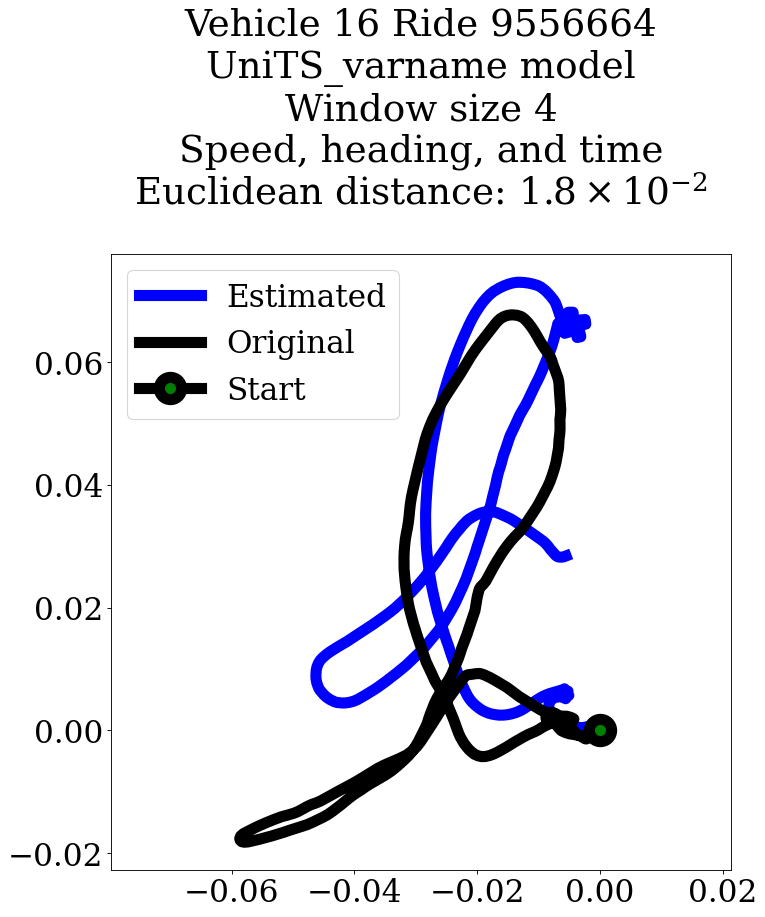 Vehicle 16 Ride 9556664
UniTS_varname model
Window size 4
Speed, heading, and time
Euclidean distance: $1.8 × 10^{-2}$
Estimated
Original
Start
0.06
0.04
0.02
0.00
−0.02
−0.06 −0.04 −0.02 0.00 0.02